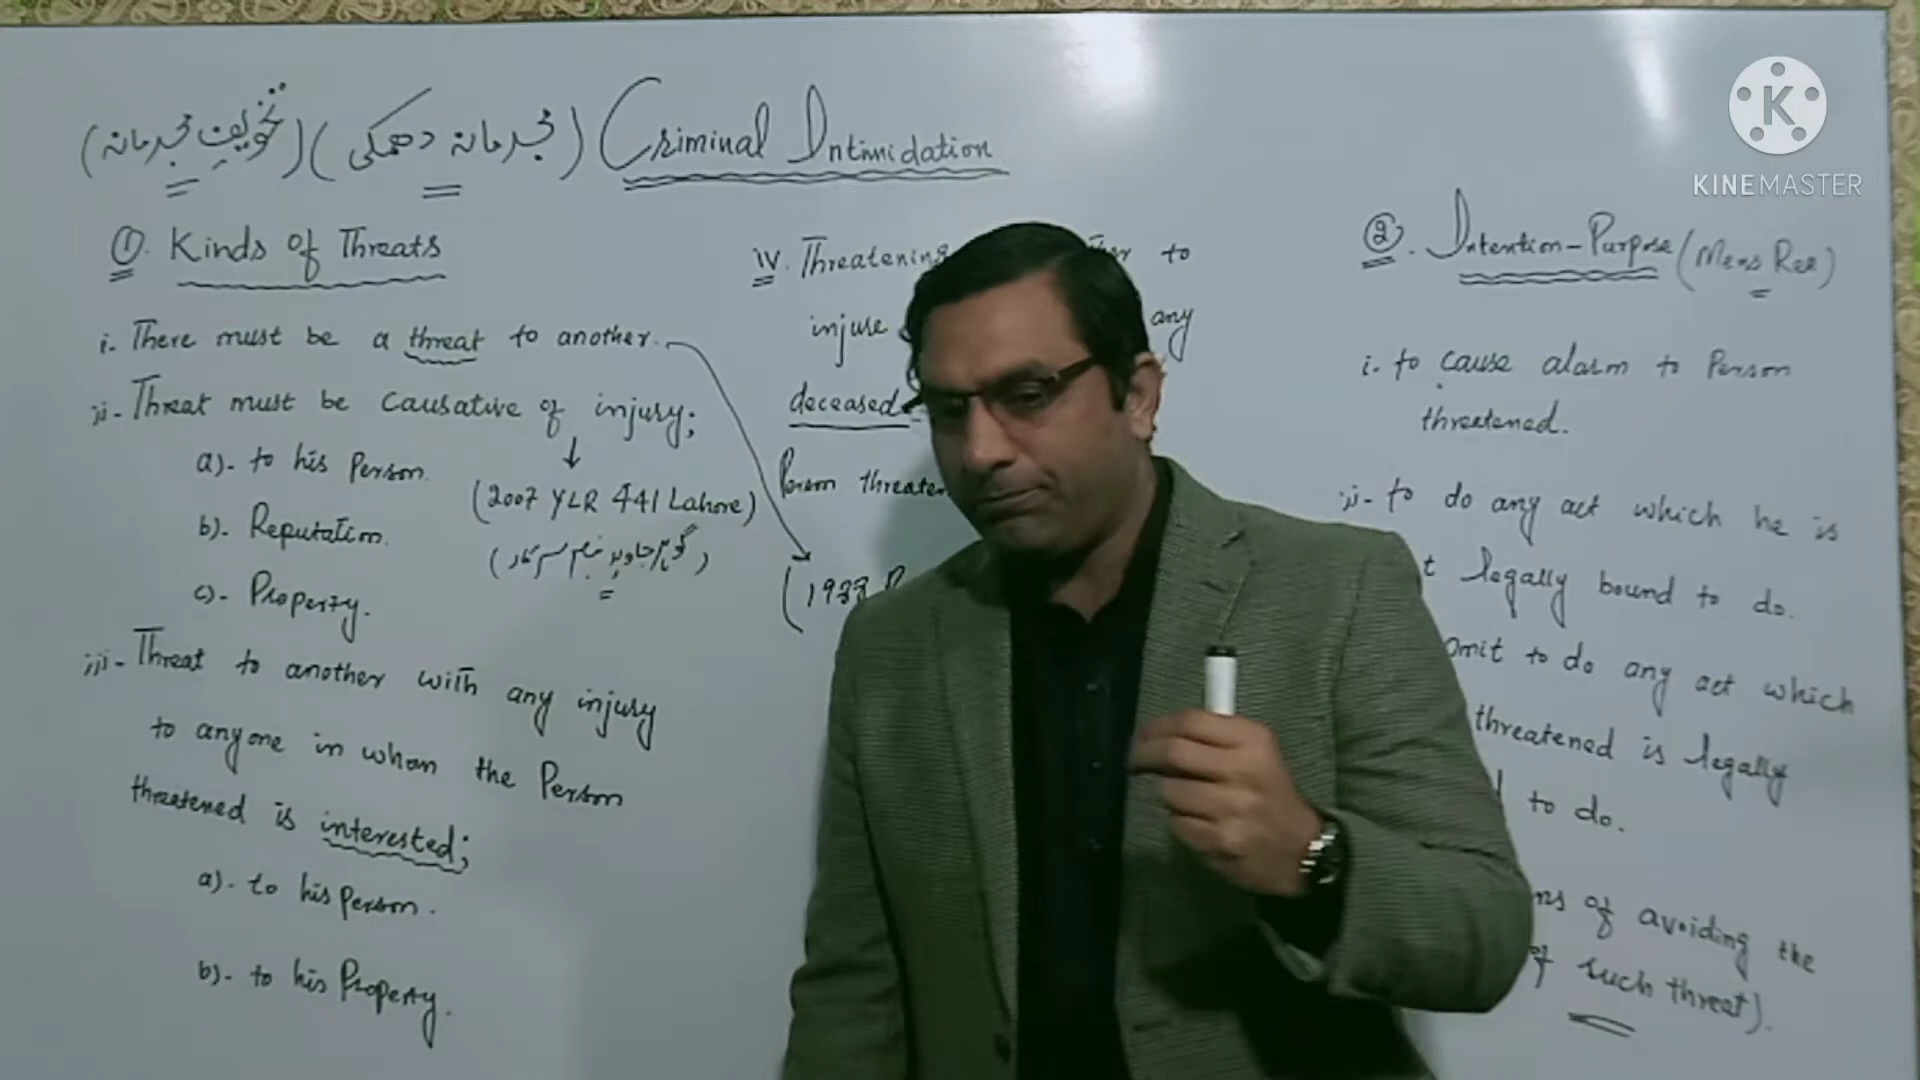 (تخویفِ مجرمانہ) (مجرمانہ دھمکی) Criminal Intimidation
①. Kinds of Threats
i. There must be a threat to another.
ii- Threat must be causative of injury;
a)- to his Person.
b)- Reputation.
c)- Property.
(2007 YLR 441 Lahore)
iii- Threat to another with any injury
to anyone in whom the Person
threatened is interested;
a)- to his Person.
b)- to his Property.
iv. Threatening to
injure any
deceased
Person
(1933
②. Intention-Purpose (Mens Rea)
i. to cause alarm to Person
threatened.
ii- to do any act which he is
legally bound to do.
omit to do any act which
threatened is legally
to do.
of avoiding the
of such threat).
KINEMASTER